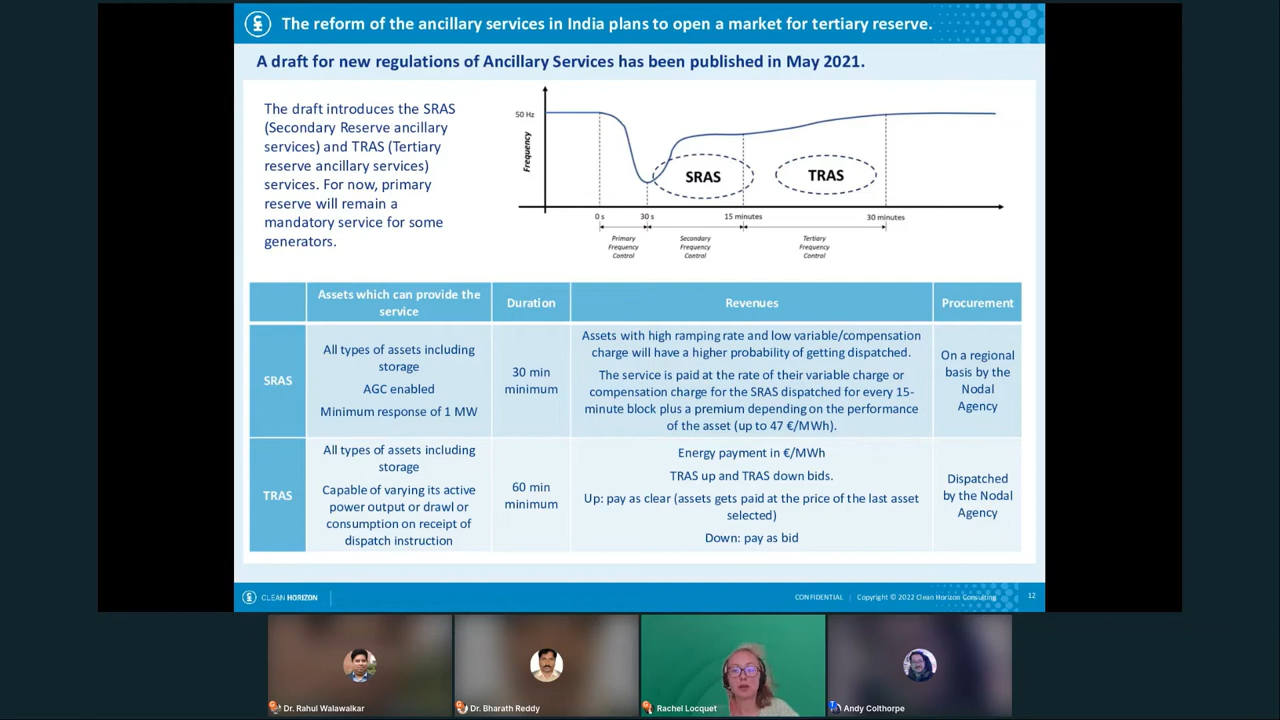 The reform of the ancillary services in India plans to open a market for tertiary reserve.
A draft for new regulations of Ancillary Services has been published in May 2021.
The draft introduces the SRAS
(Secondary Reserve ancillary
services) and TRAS (Tertiary
reserve ancillary services)
services. For now, primary
reserve will remain a
mandatory service for some
generators.
50 Hz
Frequency
SRAS
TRAS
0 s
30 s
15 minutes
30 minutes
Primary
Frequency
Control
Secondary
Frequency
Control
Tertiary
Frequency
Control
Assets which can provide the
service
Duration
Revenues
Procurement
SRAS
All types of assets including
storage
AGC enabled
Minimum response of 1 MW
30 min
minimum
Assets with high ramping rate and low variable/compensation
charge will have a higher probability of getting dispatched.
The service is paid at the rate of their variable charge or
compensation charge for the SRAS dispatched for every 15-
minute block plus a premium depending on the performance
of the asset (up to 47 €/MWh).
On a regional
basis by the
Nodal
Agency
TRAS
All types of assets including
storage
Capable of varying its active
power output or drawl or
consumption on receipt of
dispatch instruction
60 min
minimum
Energy payment in €/MWh
TRAS up and TRAS down bids.
Up: pay as clear (assets gets paid at the price of the last asset
selected)
Down: pay as bid
Dispatched
by the Nodal
Agency
CLEAN HORIZON
CONFIDENTIAL | Copyright © 2022 Clean Horizon Consulting
12
Dr. Rahul Walawalkar
Dr. Bharath Reddy
Rachel Locquet
Andy Colthorpe